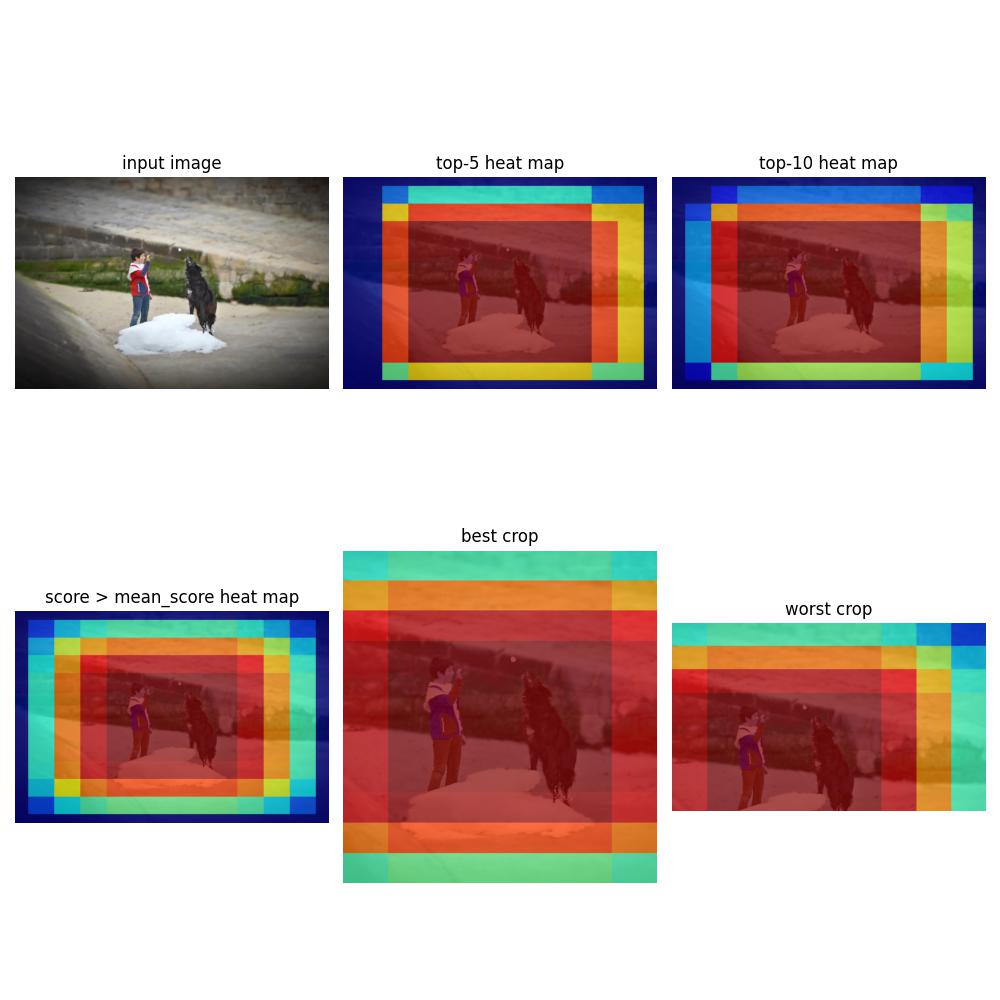 input image
top-5 heat map
top-10 heat map
score > mean_score heat map
best crop
worst crop